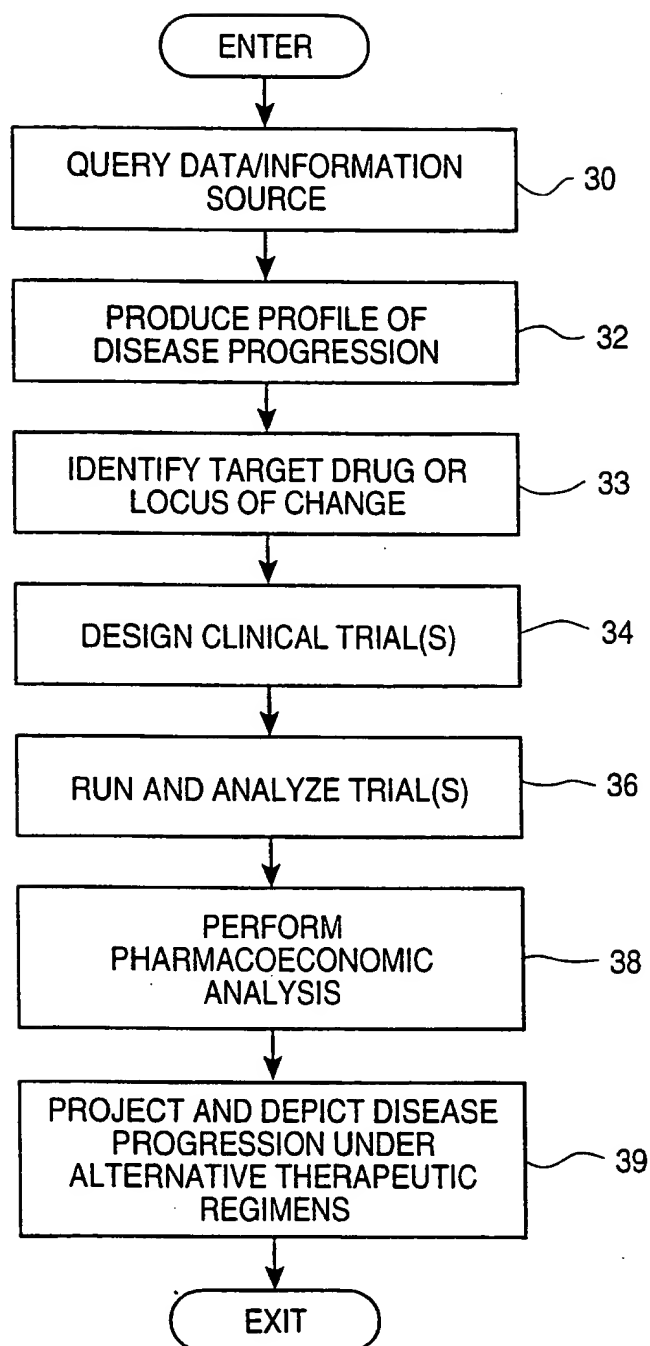 ENTER
QUERY DATA/INFORMATION
SOURCE
30
PRODUCE PROFILE OF
DISEASE PROGRESSION
32
IDENTIFY TARGET DRUG OR
LOCUS OF CHANGE
33
DESIGN CLINICAL TRIAL(S)
34
RUN AND ANALYZE TRIAL(S)
36
PERFORM
PHARMACOECONOMIC
ANALYSIS
38
PROJECT AND DEPICT DISEASE
PROGRESSION UNDER
ALTERNATIVE THERAPEUTIC
REGIMENS
39
EXIT